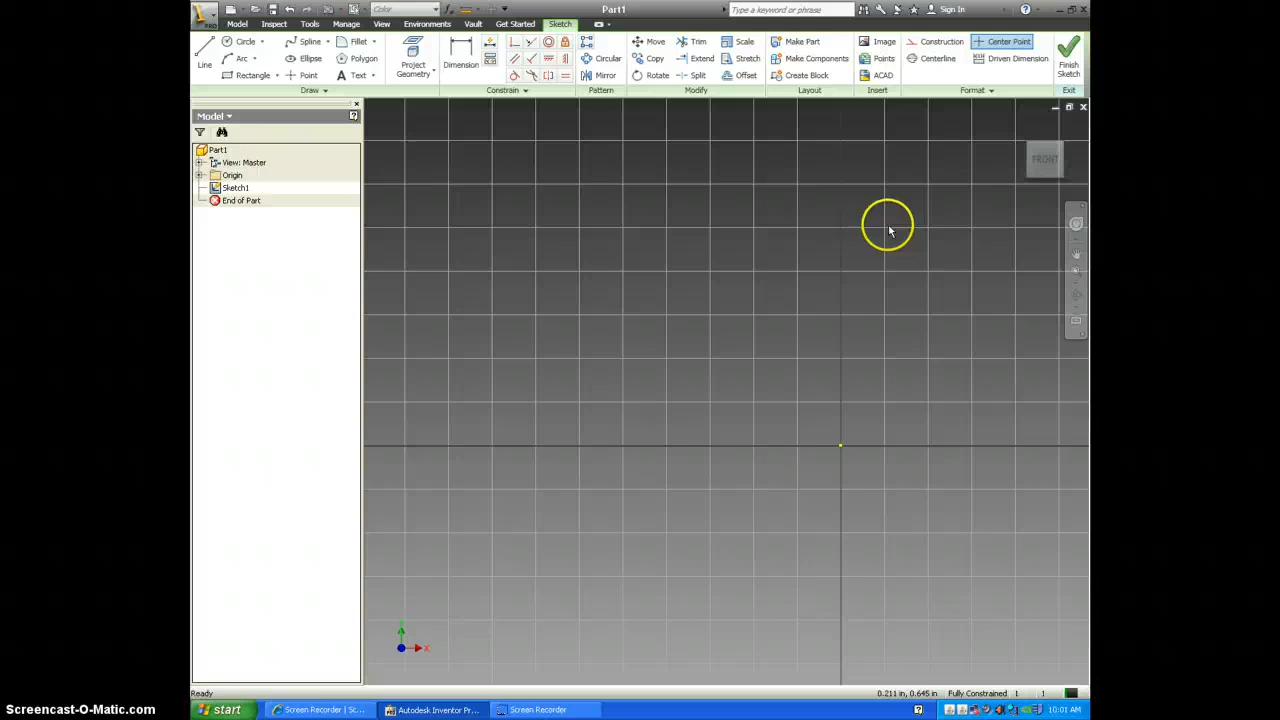 Color
Part1
Type a keyword or phrase
Sign In
PRO
Model Inspect Tools Manage View Environments Vault Get Started Sketch
Line
Circle
Arc
Rectangle
Spline
Ellipse
Point
Fillet
Polygon
Text
Project
Geometry
Dimension
Circular
Mirror
Move
Copy
Rotate
Trim
Extend
Split
Scale
Stretch
Offset
Make Part
Make Components
Create Block
Image
Points
ACAD
Construction
Centerline
Center Point
Driven Dimension
Finish
Sketch
Draw
Constrain
Pattern
Modify
Layout
Insert
Format
Exit
Model
Part1
View: Master
Origin
Sketch1
End of Part
FRONT
X
Ready
0.211 in, 0.645 in Fully Constrained 1 1
start
Screen Recorder | Sc...
Autodesk Inventor Pr...
Screen Recorder
10:01 AM
Screencast-O-Matic.com